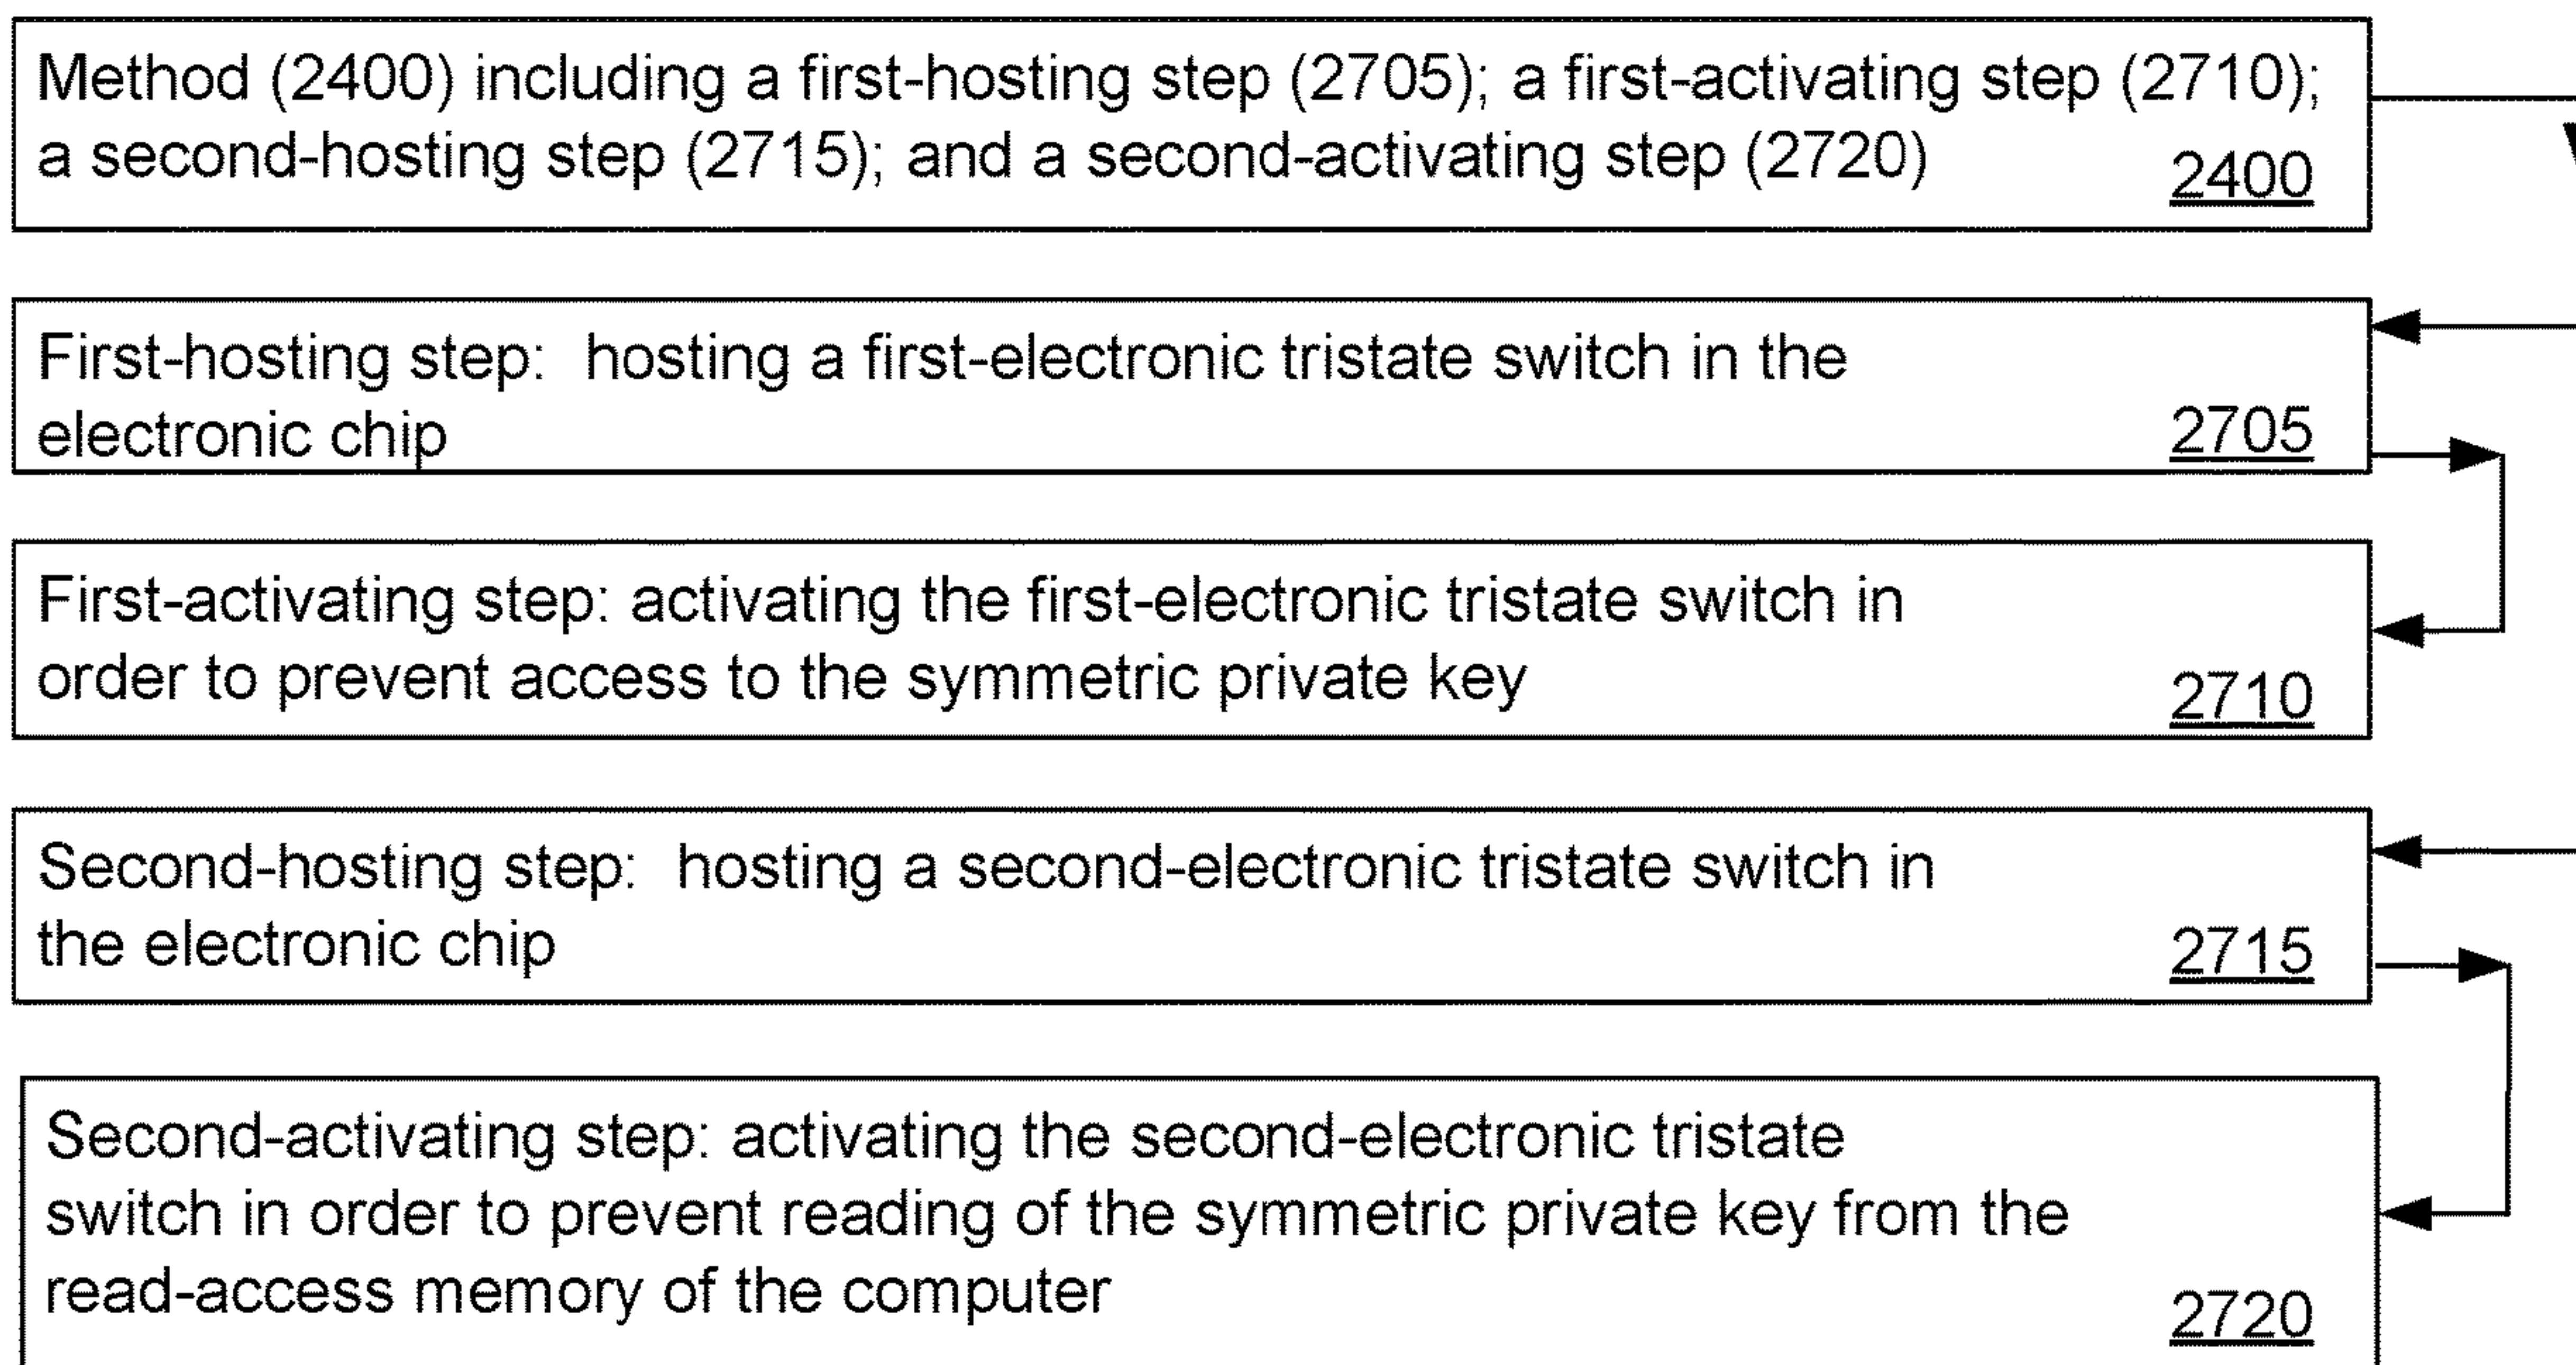 Method (2400) including a first-hosting step (2705); a first-activating step (2710);
a second-hosting step (2715); and a second-activating step (2720)
2400
First-hosting step: hosting a first-electronic tristate switch in the
electronic chip
2705
First-activating step: activating the first-electronic tristate switch in
order to prevent access to the symmetric private key
2710
Second-hosting step: hosting a second-electronic tristate switch in
the electronic chip
2715
Second-activating step: activating the second-electronic tristate
switch in order to prevent reading of the symmetric private key from the
read-access memory of the computer
2720